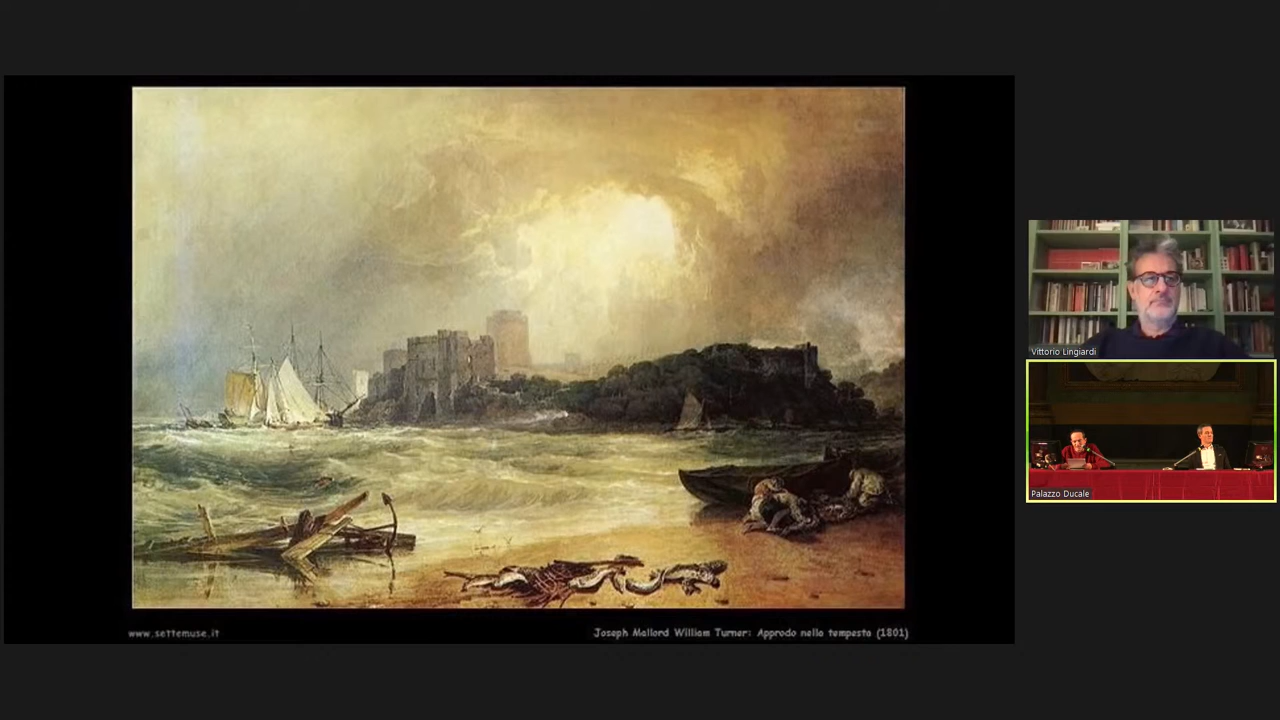 www.settemuse.it
Joseph Mallord William Turner: Approdo nella tempesta (1801)
Vittorio Lingiardi
Palazzo Ducale